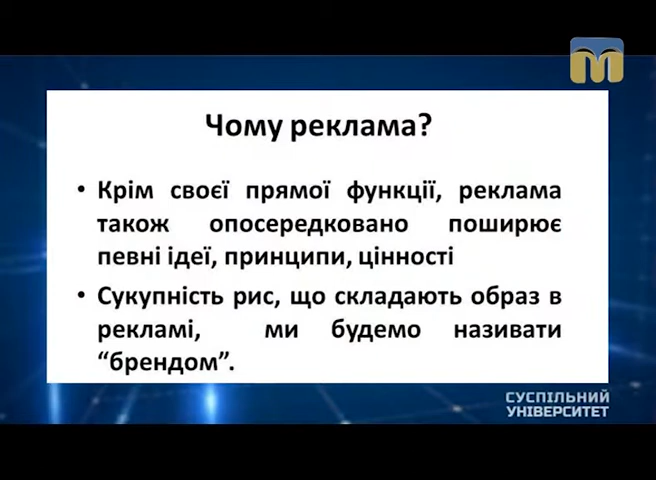 Чому реклама?
• Крім своєї прямої функції, реклама
також опосередковано поширює
певні ідеї, принципи, цінності
• Сукупність рис, що складають образ в
рекламі, ми будемо називати
“брендом”.
СУСПІЛЬНИЙ
УНІВЕРСИТЕТ